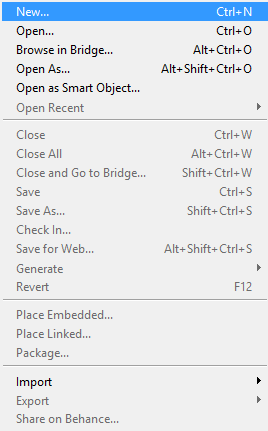 New... Ctrl+N
Open... Ctrl+O
Browse in Bridge... Alt+Ctrl+O
Open As... Alt+Shift+Ctrl+O
Open as Smart Object...
Open Recent
Close Ctrl+W
Close All Alt+Ctrl+W
Close and Go to Bridge... Shift+Ctrl+W
Save Ctrl+S
Save As... Shift+Ctrl+S
Check In...
Save for Web... Alt+Shift+Ctrl+S
Generate
Revert F12
Place Embedded...
Place Linked...
Package...
Import
Export
Share on Behance...